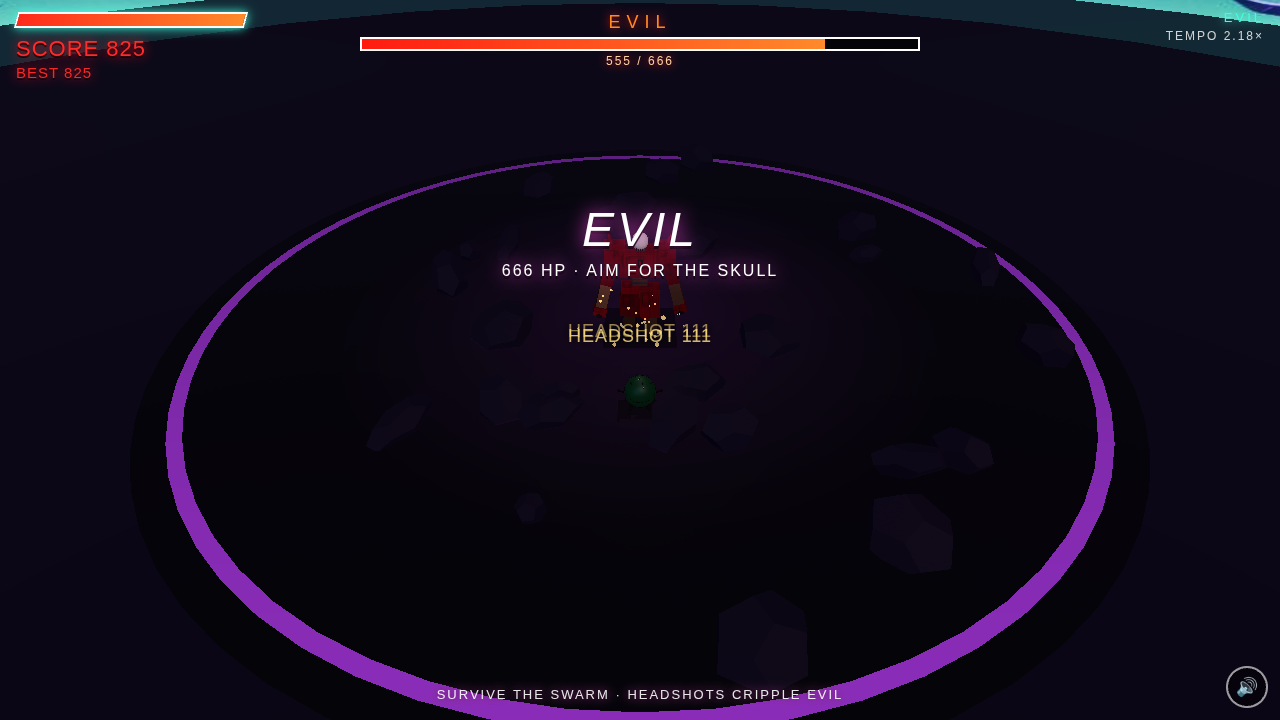 SCORE 825
BEST 825
EVIL
555 / 666
EVIL
TEMPO 2.18×
EVIL
666 HP · AIM FOR THE SKULL
HEADSHOT 111
SURVIVE THE SWARM · HEADSHOTS CRIPPLE EVIL